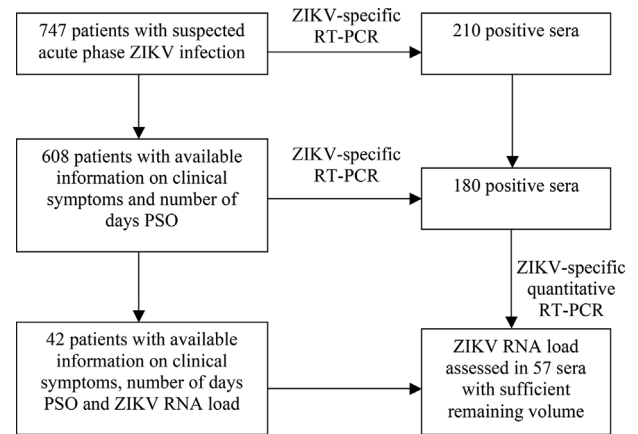 747 patients with suspected
acute phase ZIKV infection
ZIKV-specific
RT-PCR
210 positive sera
608 patients with available
information on clinical
symptoms and number of
days PSO
ZIKV-specific
RT-PCR
180 positive sera
ZIKV-specific
quantitative
RT-PCR
42 patients with available
information on clinical
symptoms, number of days
PSO and ZIKV RNA load
ZIKV RNA load
assessed in 57 sera
with sufficient
remaining volume